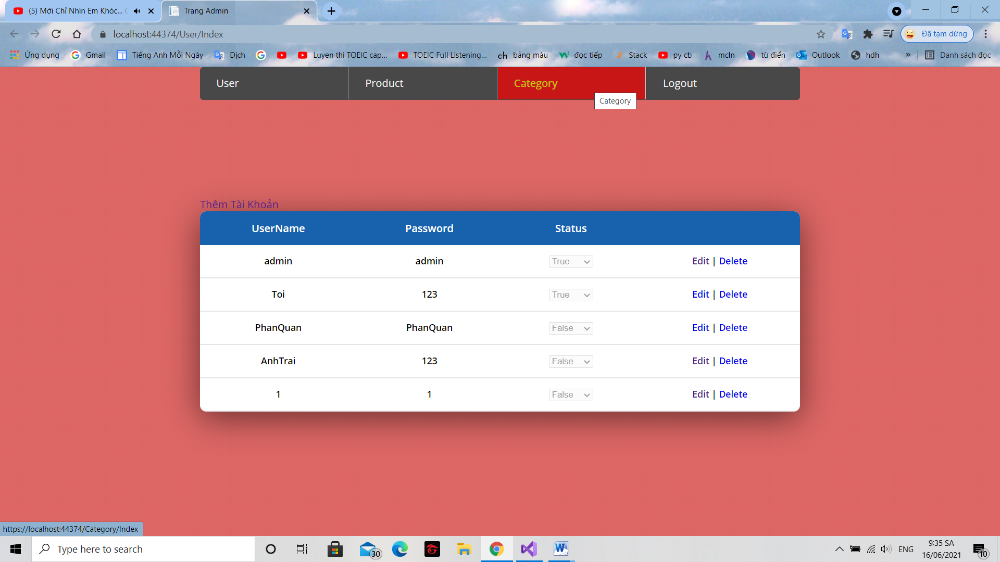 (5) Mới Chỉ Nhìn Em Khóc...
Trang Admin
localhost:44374/User/Index
Đã tạm dừng
Ứng dụng
Gmail
Tiếng Anh Mỗi Ngày
Dịch
Luyen thi TOEIC cap...
TOEIC Full Listening...
ch bảng màu
đọc tiếp
Stack
py cb
mcln
từ điển
Outlook
hdh
»
Danh sách đọc
User
Product
Category
Logout
Category
Thêm Tài Khoản
UserName Password Status
admin admin True Edit | Delete
Toi 123 True Edit | Delete
PhanQuan PhanQuan False Edit | Delete
AnhTrai 123 False Edit | Delete
1 1 False Edit | Delete
https://localhost:44374/Category/Index
Type here to search
30
ENG
9:35 SA
16/06/2021
10